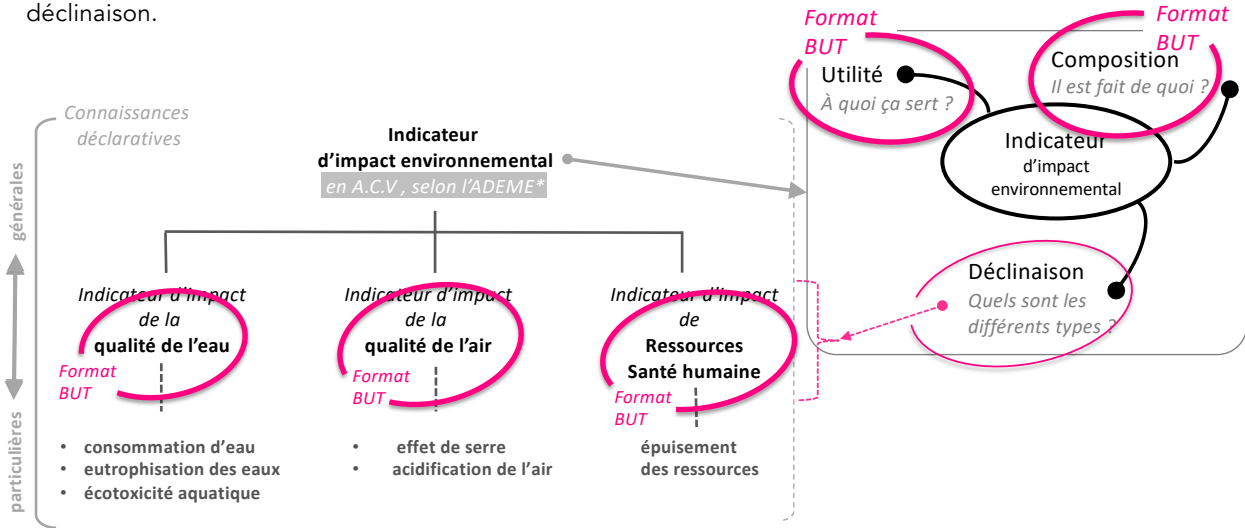 déclinaison.
Connaissances
déclaratives
générales
particulières
Indicateur
d’impact environnemental
en A.C.V , selon l’ADEME*
Indicateur d’impact
de la
qualité de l’eau
Format
BUT
• consommation d’eau
• eutrophisation des eaux
• écotoxicité aquatique
Indicateur d’impact
de la
qualité de l’air
Format
BUT
• effet de serre
• acidification de l’air
Indicateur d’impact
de
Ressources
Santé humaine
Format
BUT
épuisement
des ressources
Format
BUT
Utilité
À quoi ça sert ?
Format
BUT
Composition
Il est fait de quoi ?
Indicateur
d’impact
environnemental
Déclinaison
Quels sont les
différents types ?